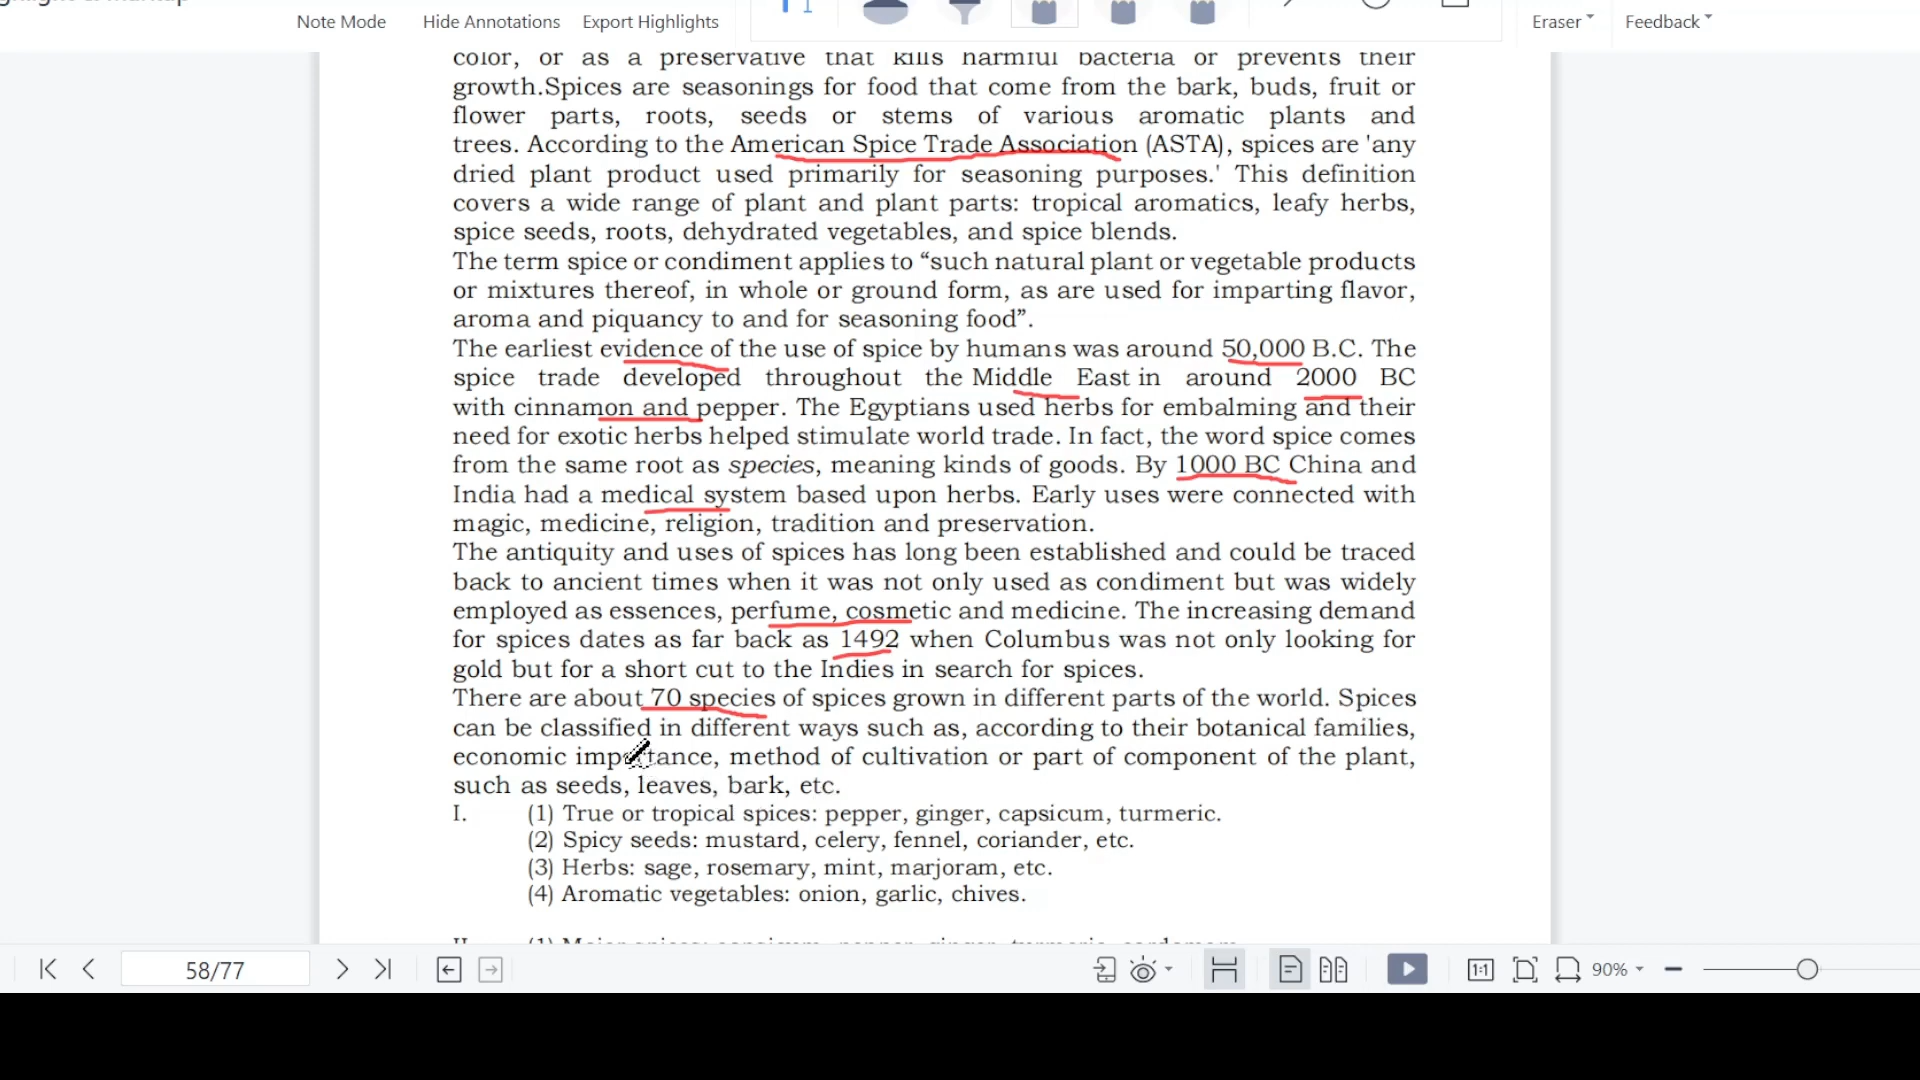 Note Mode Hide Annotations Export Highlights Eraser Feedback
color, or as a preservative that kills harmful bacteria or prevents their
growth.Spices are seasonings for food that come from the bark, buds, fruit or
flower parts, roots, seeds or stems of various aromatic plants and
trees. According to the American Spice Trade Association (ASTA), spices are 'any
dried plant product used primarily for seasoning purposes.' This definition
covers a wide range of plant and plant parts: tropical aromatics, leafy herbs,
spice seeds, roots, dehydrated vegetables, and spice blends.
The term spice or condiment applies to “such natural plant or vegetable products
or mixtures thereof, in whole or ground form, as are used for imparting flavor,
aroma and piquancy to and for seasoning food”.
The earliest evidence of the use of spice by humans was around 50,000 B.C. The
spice trade developed throughout the Middle East in around 2000 BC
with cinnamon and pepper. The Egyptians used herbs for embalming and their
need for exotic herbs helped stimulate world trade. In fact, the word spice comes
from the same root as species, meaning kinds of goods. By 1000 BC China and
India had a medical system based upon herbs. Early uses were connected with
magic, medicine, religion, tradition and preservation.
The antiquity and uses of spices has long been established and could be traced
back to ancient times when it was not only used as condiment but was widely
employed as essences, perfume, cosmetic and medicine. The increasing demand
for spices dates as far back as 1492 when Columbus was not only looking for
gold but for a short cut to the Indies in search for spices.
There are about 70 species of spices grown in different parts of the world. Spices
can be classified in different ways such as, according to their botanical families,
economic importance, method of cultivation or part of component of the plant,
such as seeds, leaves, bark, etc.
I. (1) True or tropical spices: pepper, ginger, capsicum, turmeric.
(2) Spicy seeds: mustard, celery, fennel, coriander, etc.
(3) Herbs: sage, rosemary, mint, marjoram, etc.
(4) Aromatic vegetables: onion, garlic, chives.
58/77 1:1 90%